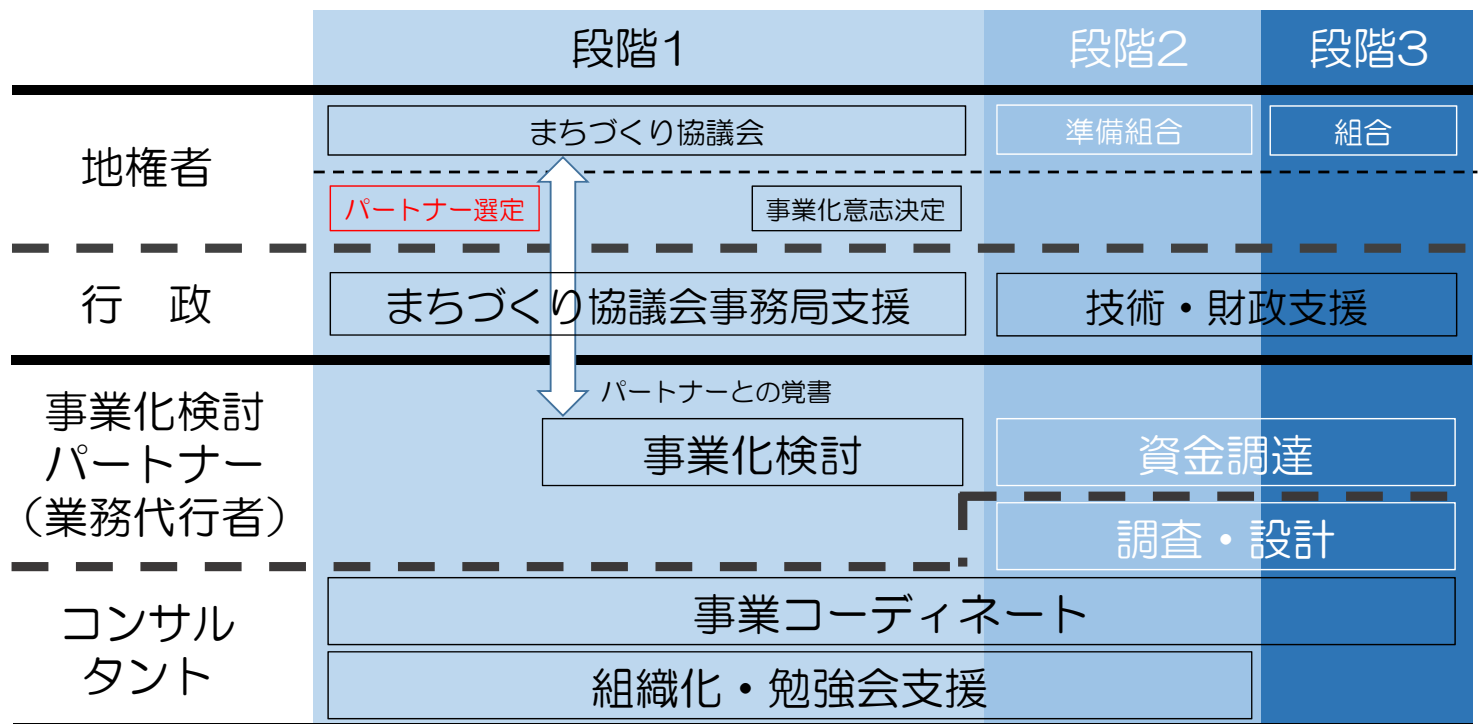 段階1
段階2
段階3
地権者
まちづくり協議会
準備組合
組合
パートナー選定
事業化意志決定
行　政
まちづくり協議会事務局支援
技術・財政支援
事業化検討
パートナー
（業務代行者）
パートナーとの覚書
事業化検討
資金調達
調査・設計
コンサル
タント
事業コーディネート
組織化・勉強会支援